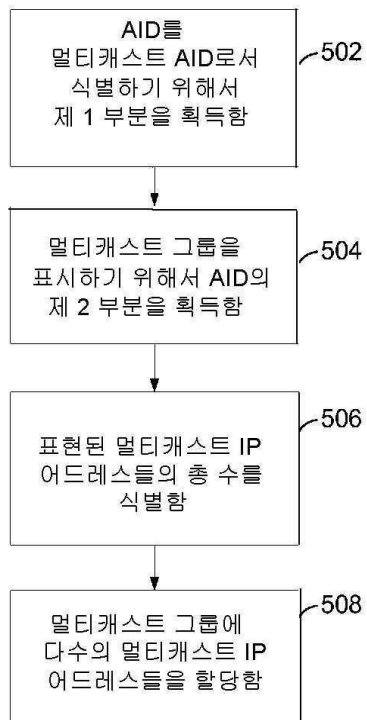 AID를
멀티캐스트 AID로서
식별하기 위해서
제 1 부분을 획득함
502
멀티캐스트 그룹을
표시하기 위해서 AID의
제 2 부분을 획득함
504
표현된 멀티캐스트 IP
어드레스들의 총 수를
식별함
506
멀티캐스트 그룹에
다수의 멀티캐스트 IP
어드레스들을 할당함
508